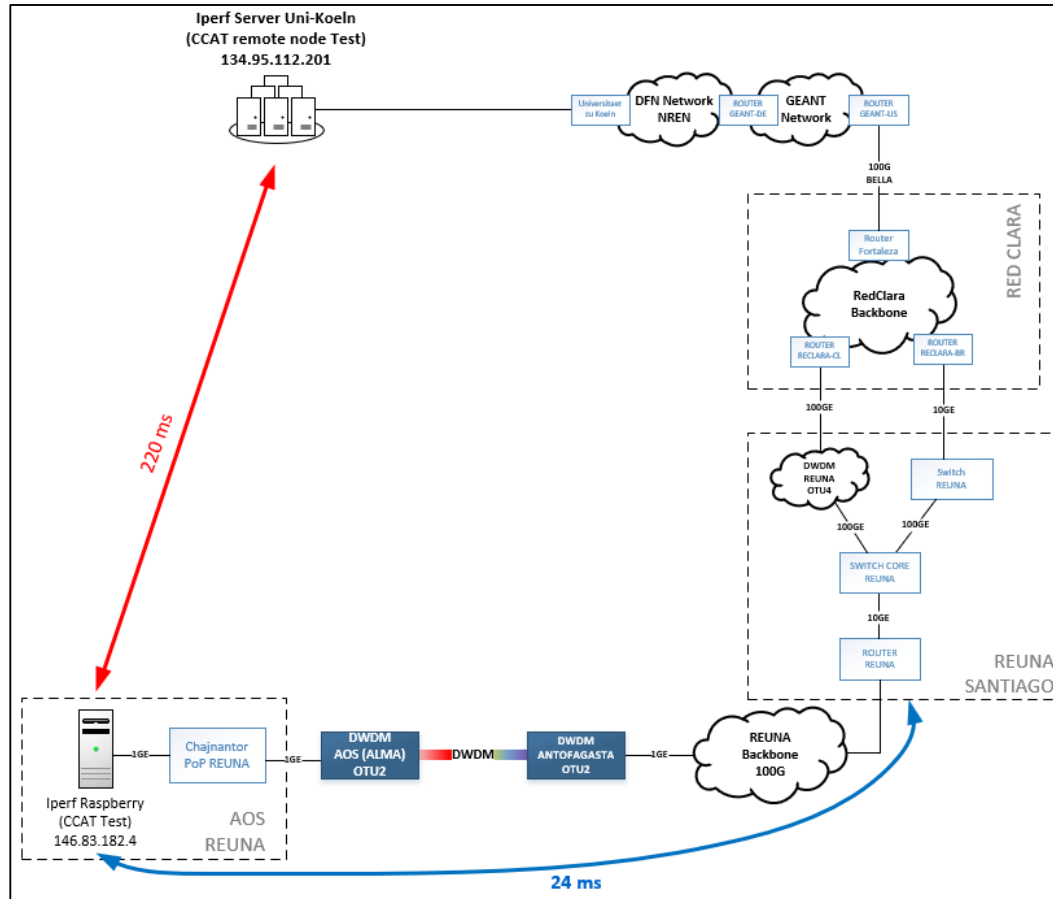 Iperf Server Uni-Koeln
(CCAT remote node Test)
134.95.112.201
Universitaet
zu Koeln
DFN Network
NREN
ROUTER
GEANT-DE
GEANT
Network
ROUTER
GEANT-LIS
100G
BELLA
RED CLARA
Router
Fortaleza
RedClara
Backbone
ROUTER
RECLARA-CL
ROUTER
RECLARA-BR
100GE
10GE
220 ms
DWDM
REUNA
OTU4
Switch
REUNA
100GE
100GE
SWITCH CORE
REUNA
10GE
ROUTER
REUNA
REUNA
SANTIAGO
1GE
Chajnantor
PoP REUNA
1GE
DWDM
AOS (ALMA)
OTU2
DWDM
DWDM
ANTOFAGASTA
OTU2
1GE
REUNA
Backbone
100G
Iperf Raspberry
(CCAT Test)
146.83.182.4
AOS
REUNA
24 ms